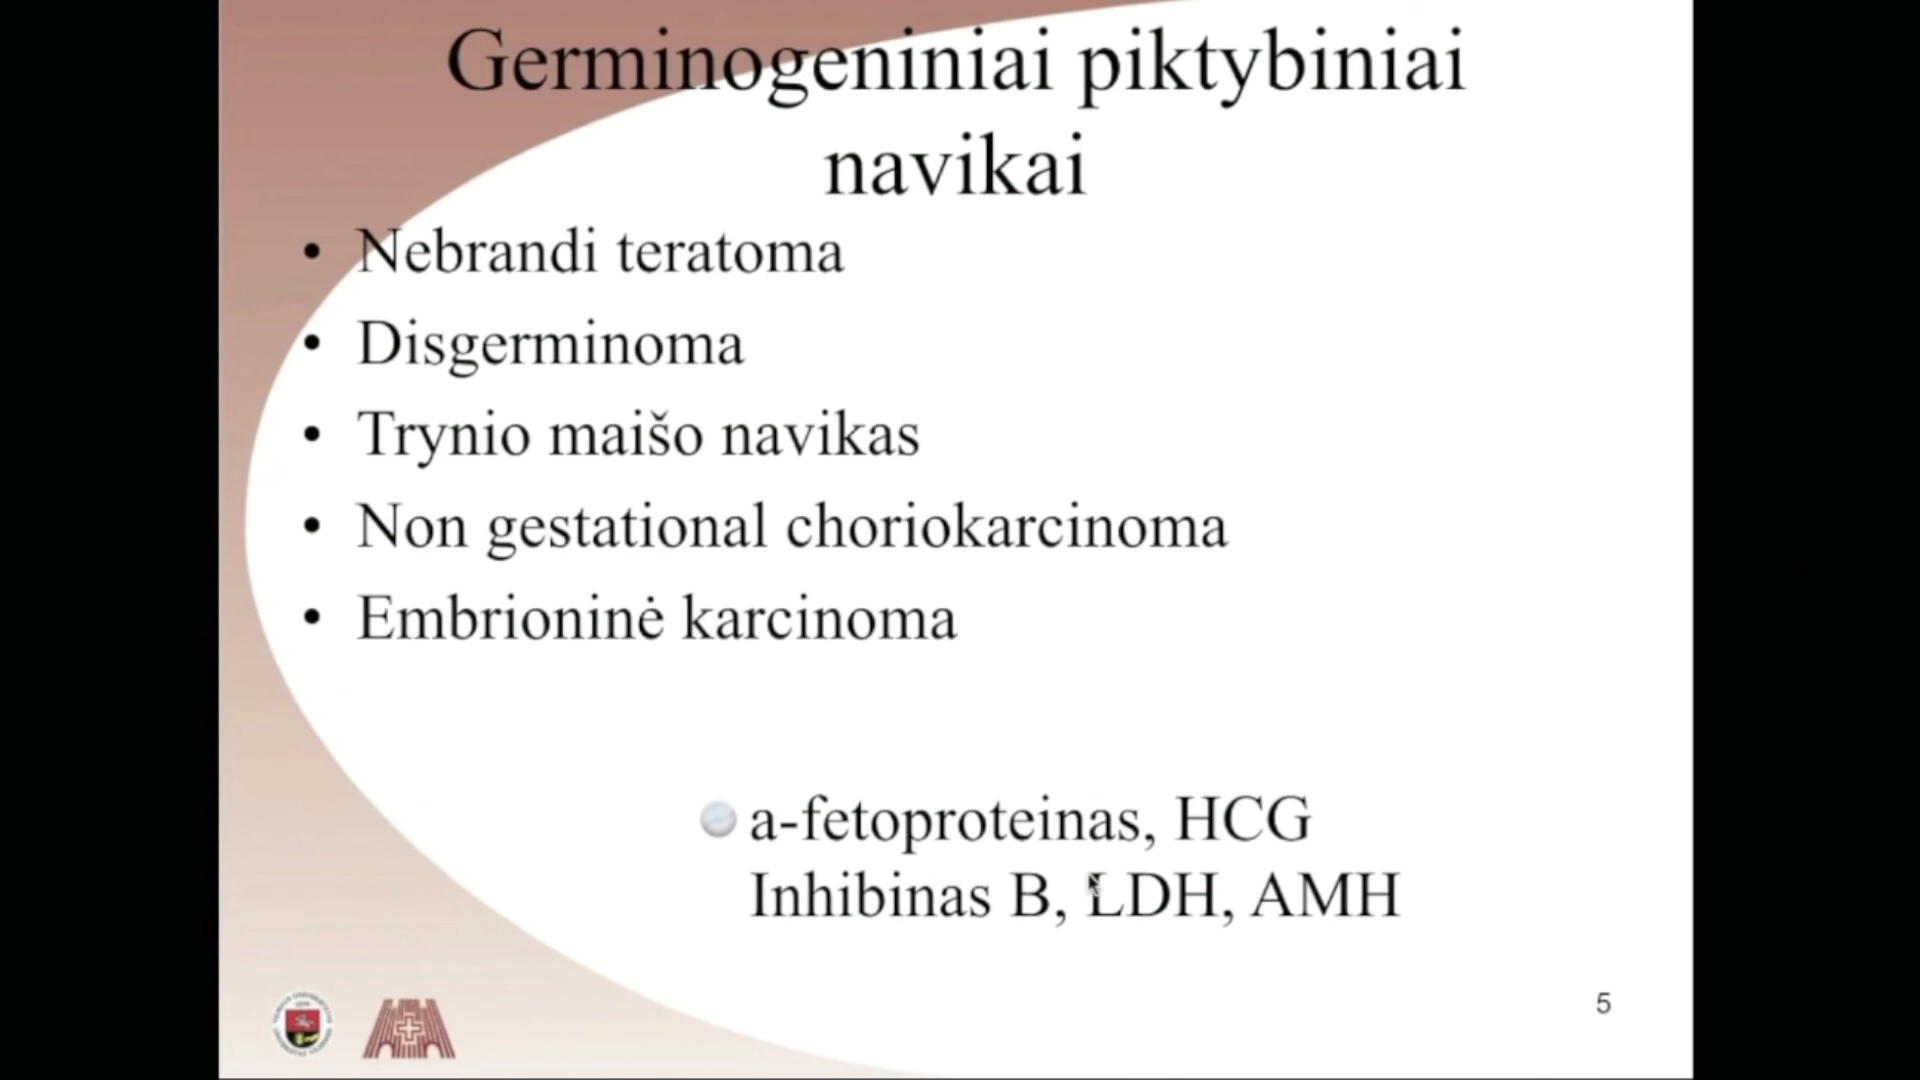 Germinogeniniai piktybiniai
navikai
• Nebrandi teratoma
• Disgerminoma
• Trynio maišo navikas
• Non gestational choriokarcinoma
• Embrioninė karcinoma
a-fetoproteinas, HCG
Inhibinas B, LDH, AMH
5